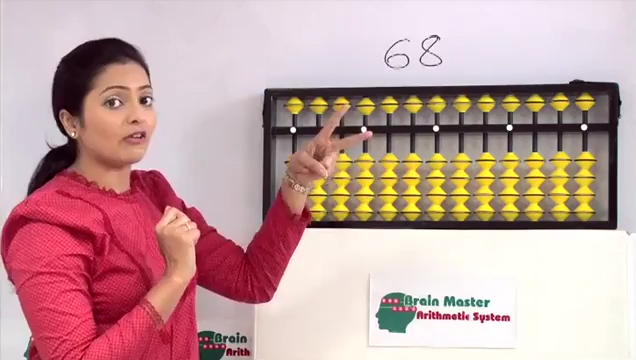 68
Brain Master
Arithmetic System
Brain
Arith